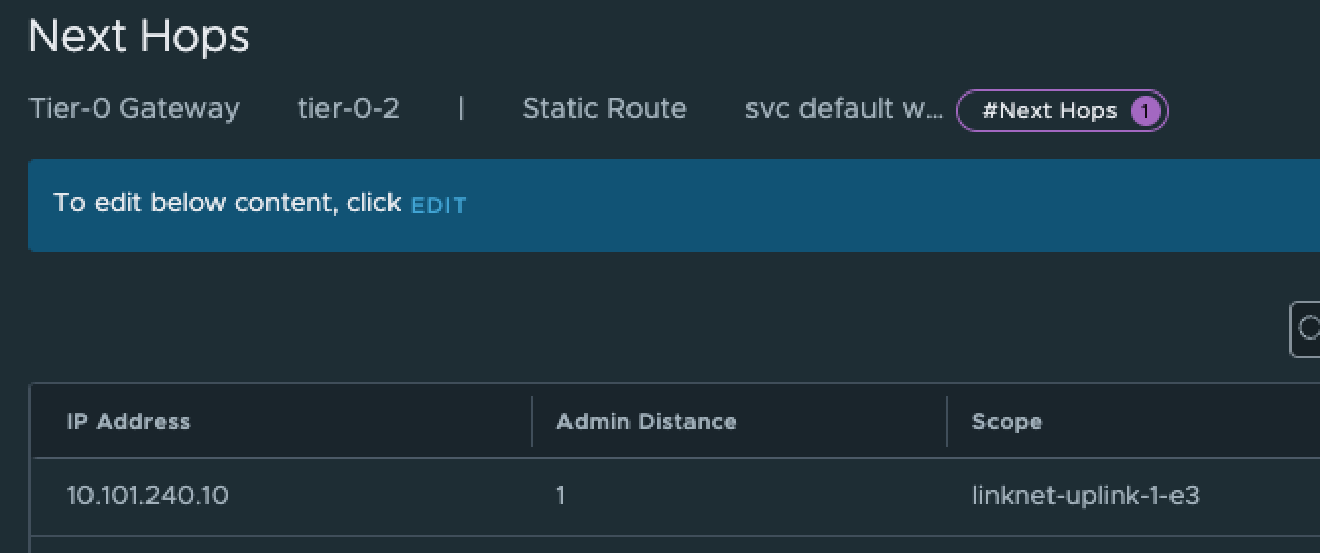 Next Hops
Tier-0 Gateway tier-0-2 | Static Route svc default w... #Next Hops 1
To edit below content, click EDIT
IP Address Admin Distance Scope
10.101.240.10 1 linknet-uplink-1-e3